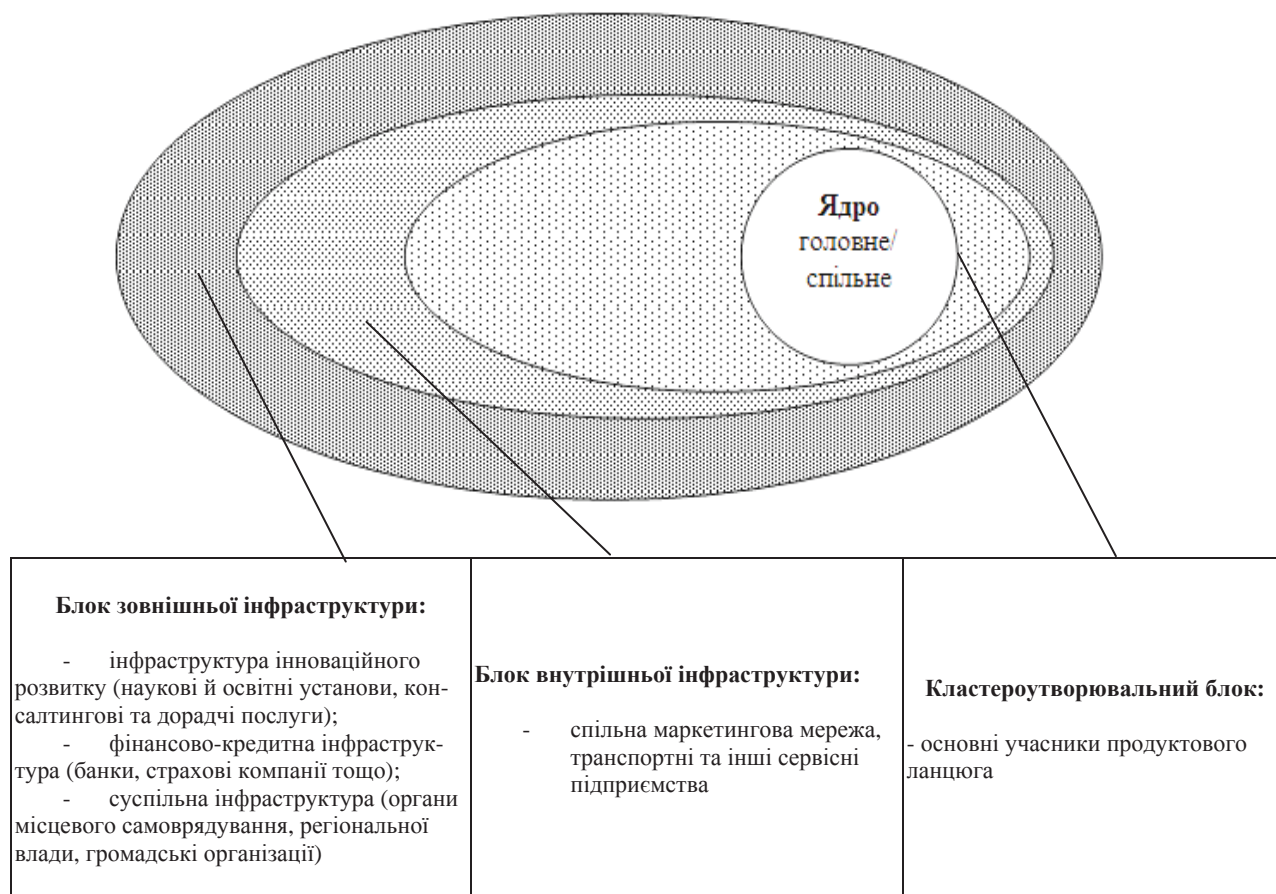 Ядро
головне/
спільне
Блок зовнішньої інфраструктури:
- інфраструктура інноваційного
розвитку (наукові й освітні установи, кон-
салтингові та дорадчі послуги);
- фінансово-кредитна інфраструк-
тура (банки, страхові компанії тощо);
- суспільна інфраструктура (органи
місцевого самоврядування, регіональної
влади, громадські організації)
Блок внутрішньої інфраструктури:
- спільна маркетингова мережа,
транспортні та інші сервісні
підприємства
Кластероутворювальний блок:
- основні учасники продуктового
ланцюга